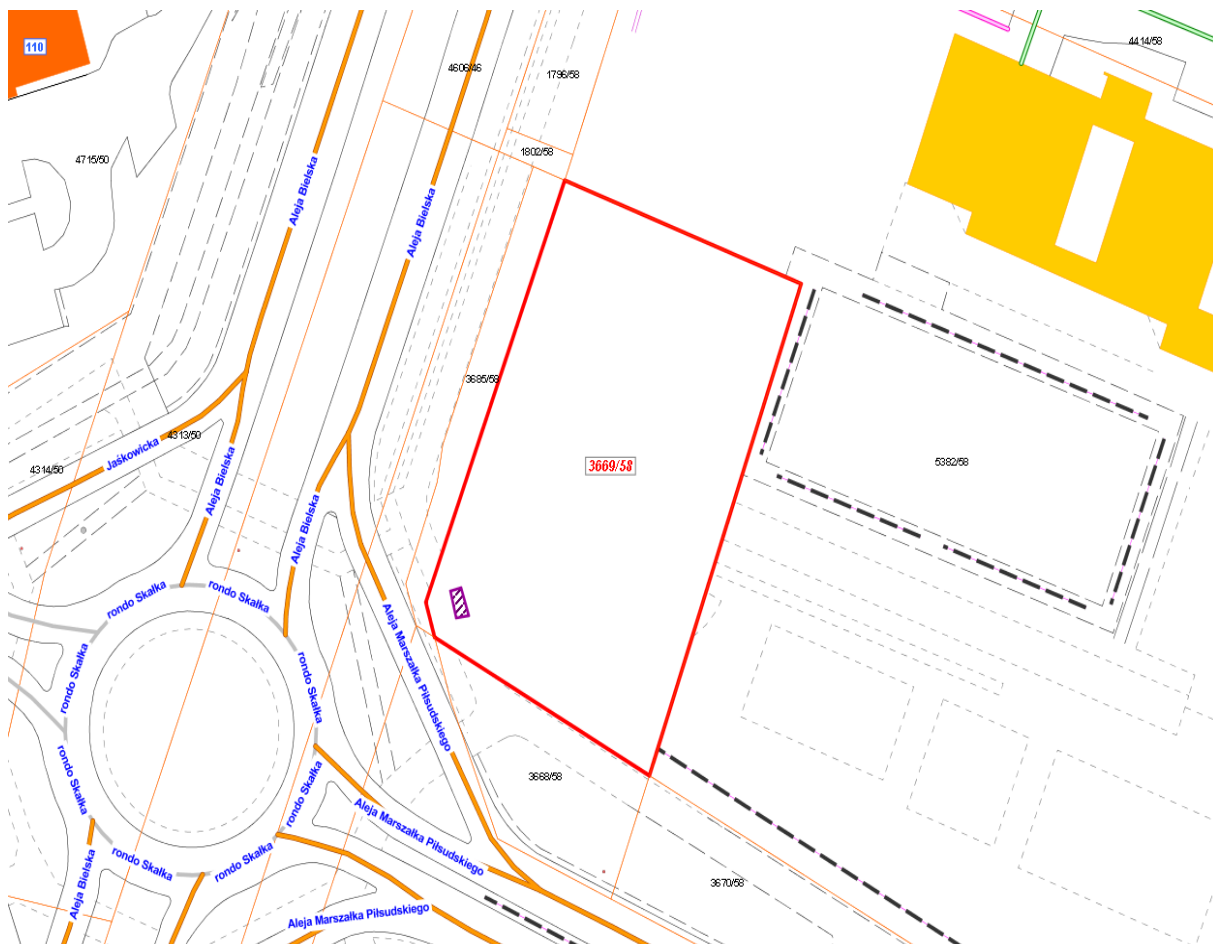 110
4414/58
4606/46
1796/58
1802/58
4715/50
Aleja Bielska
Aleja Bielska
3685/58
4313/50
Jaśkowicka
4314/50
3669/58
5382/58
Aleja Bielska
Aleja Bielska
rondo Skałka
rondo Skałka
rondo Skałka
rondo Skałka
Aleja Marszałka Piłsudskiego
rondo Skałka
rondo Skałka
3668/58
Aleja Marszałka Piłsudskiego
rondo Skałka
rondo Skałka
3670/58
Aleja Bielska
Aleja Marszałka Piłsudskiego